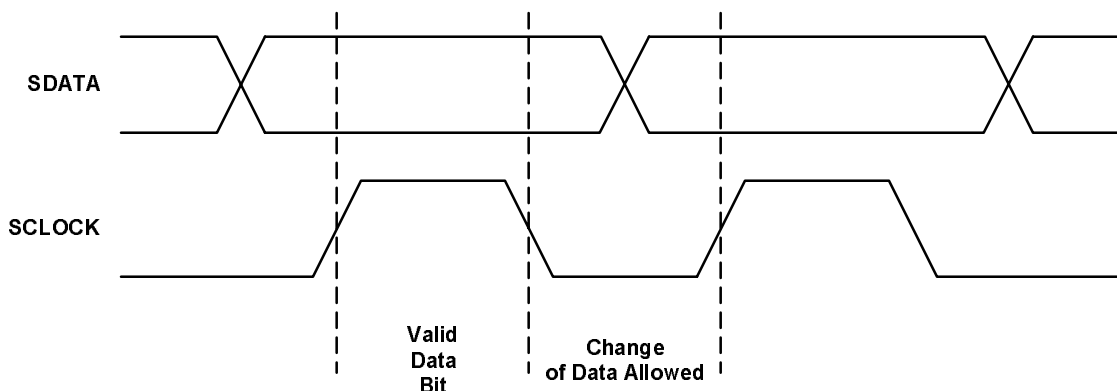 SDATA
SCLOCK
Valid
Data
Bit
Change
of Data Allowed